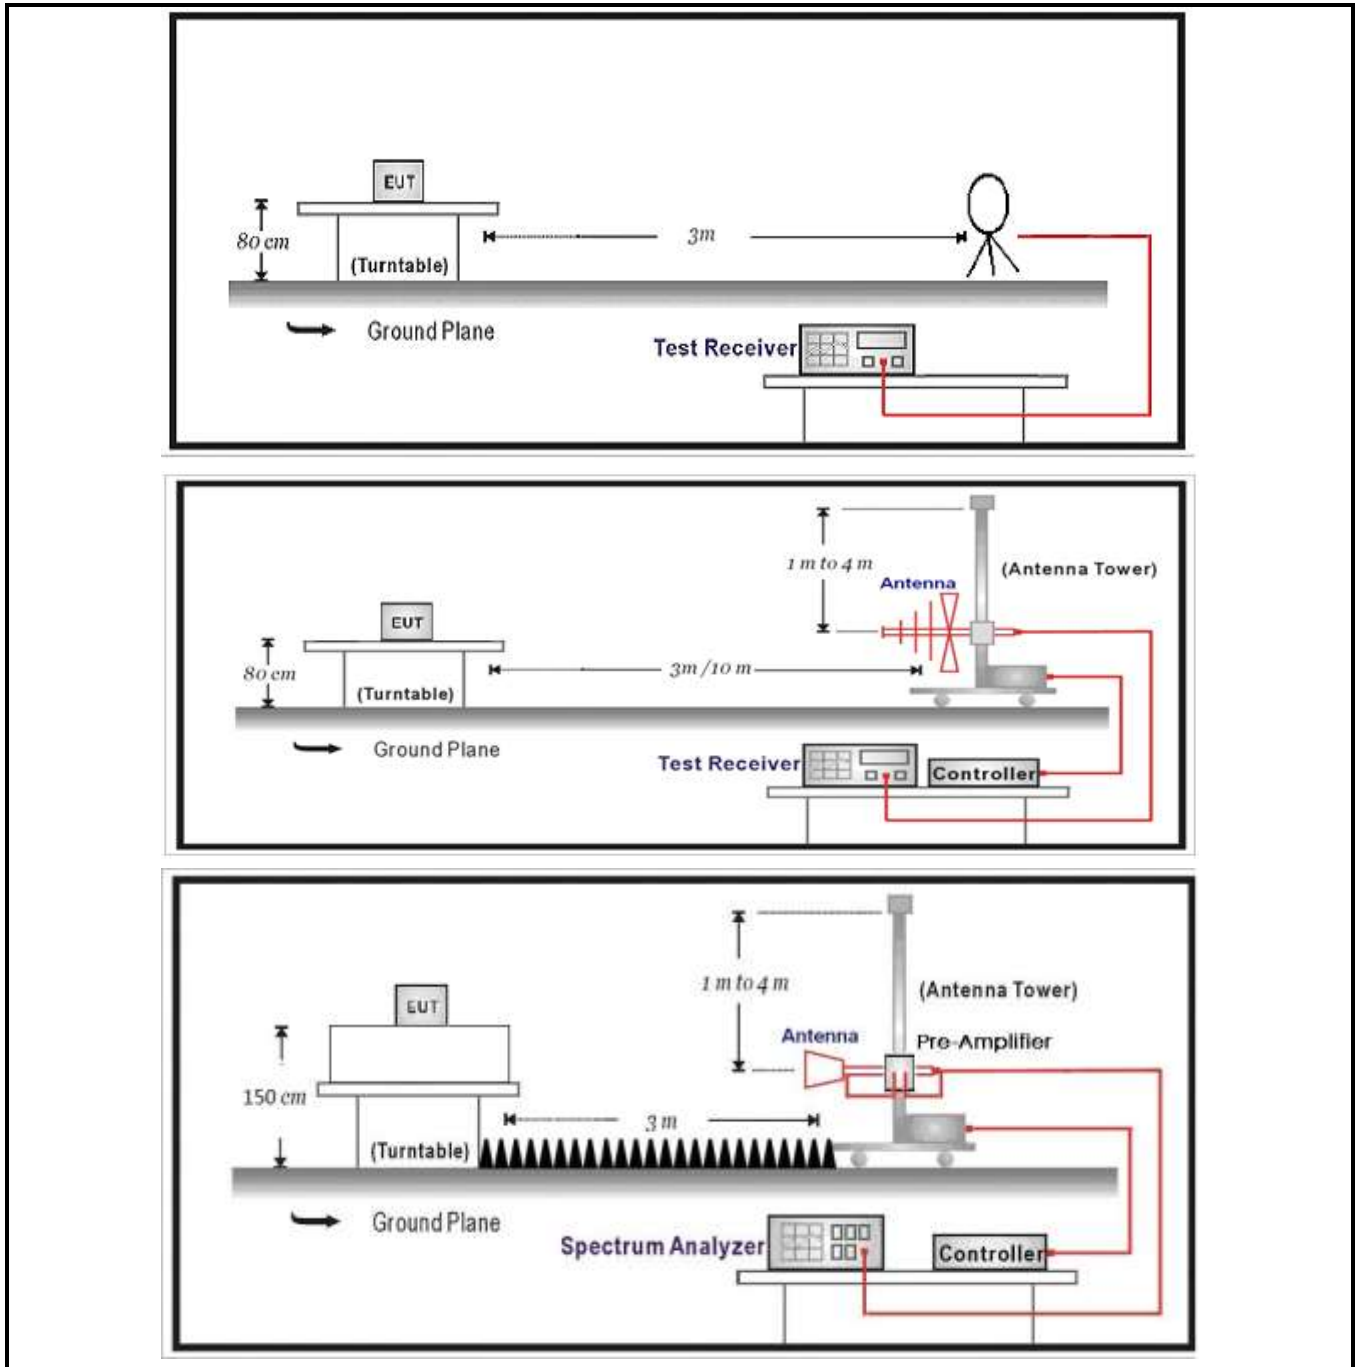 EUT
80 cm
3m
(Turntable)
Ground Plane
Test Receiver
1 m to 4 m
(Antenna Tower)
Antenna
EUT
80 cm
3m /10 m
(Turntable)
Ground Plane
Test Receiver
Controller
1 m to 4 m
(Antenna Tower)
EUT
Antenna
Pre-Amplifier
150 cm
3 m
(Turntable)
Ground Plane
Spectrum Analyzer
Controller